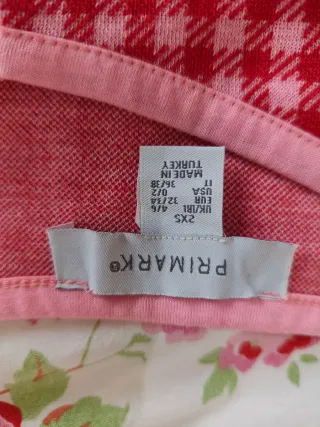 PRIMARK®
2XS
UK/IRL 4/6
EUR 32/34
USA 0/2
IT 36/38
MADE IN
TURKEY